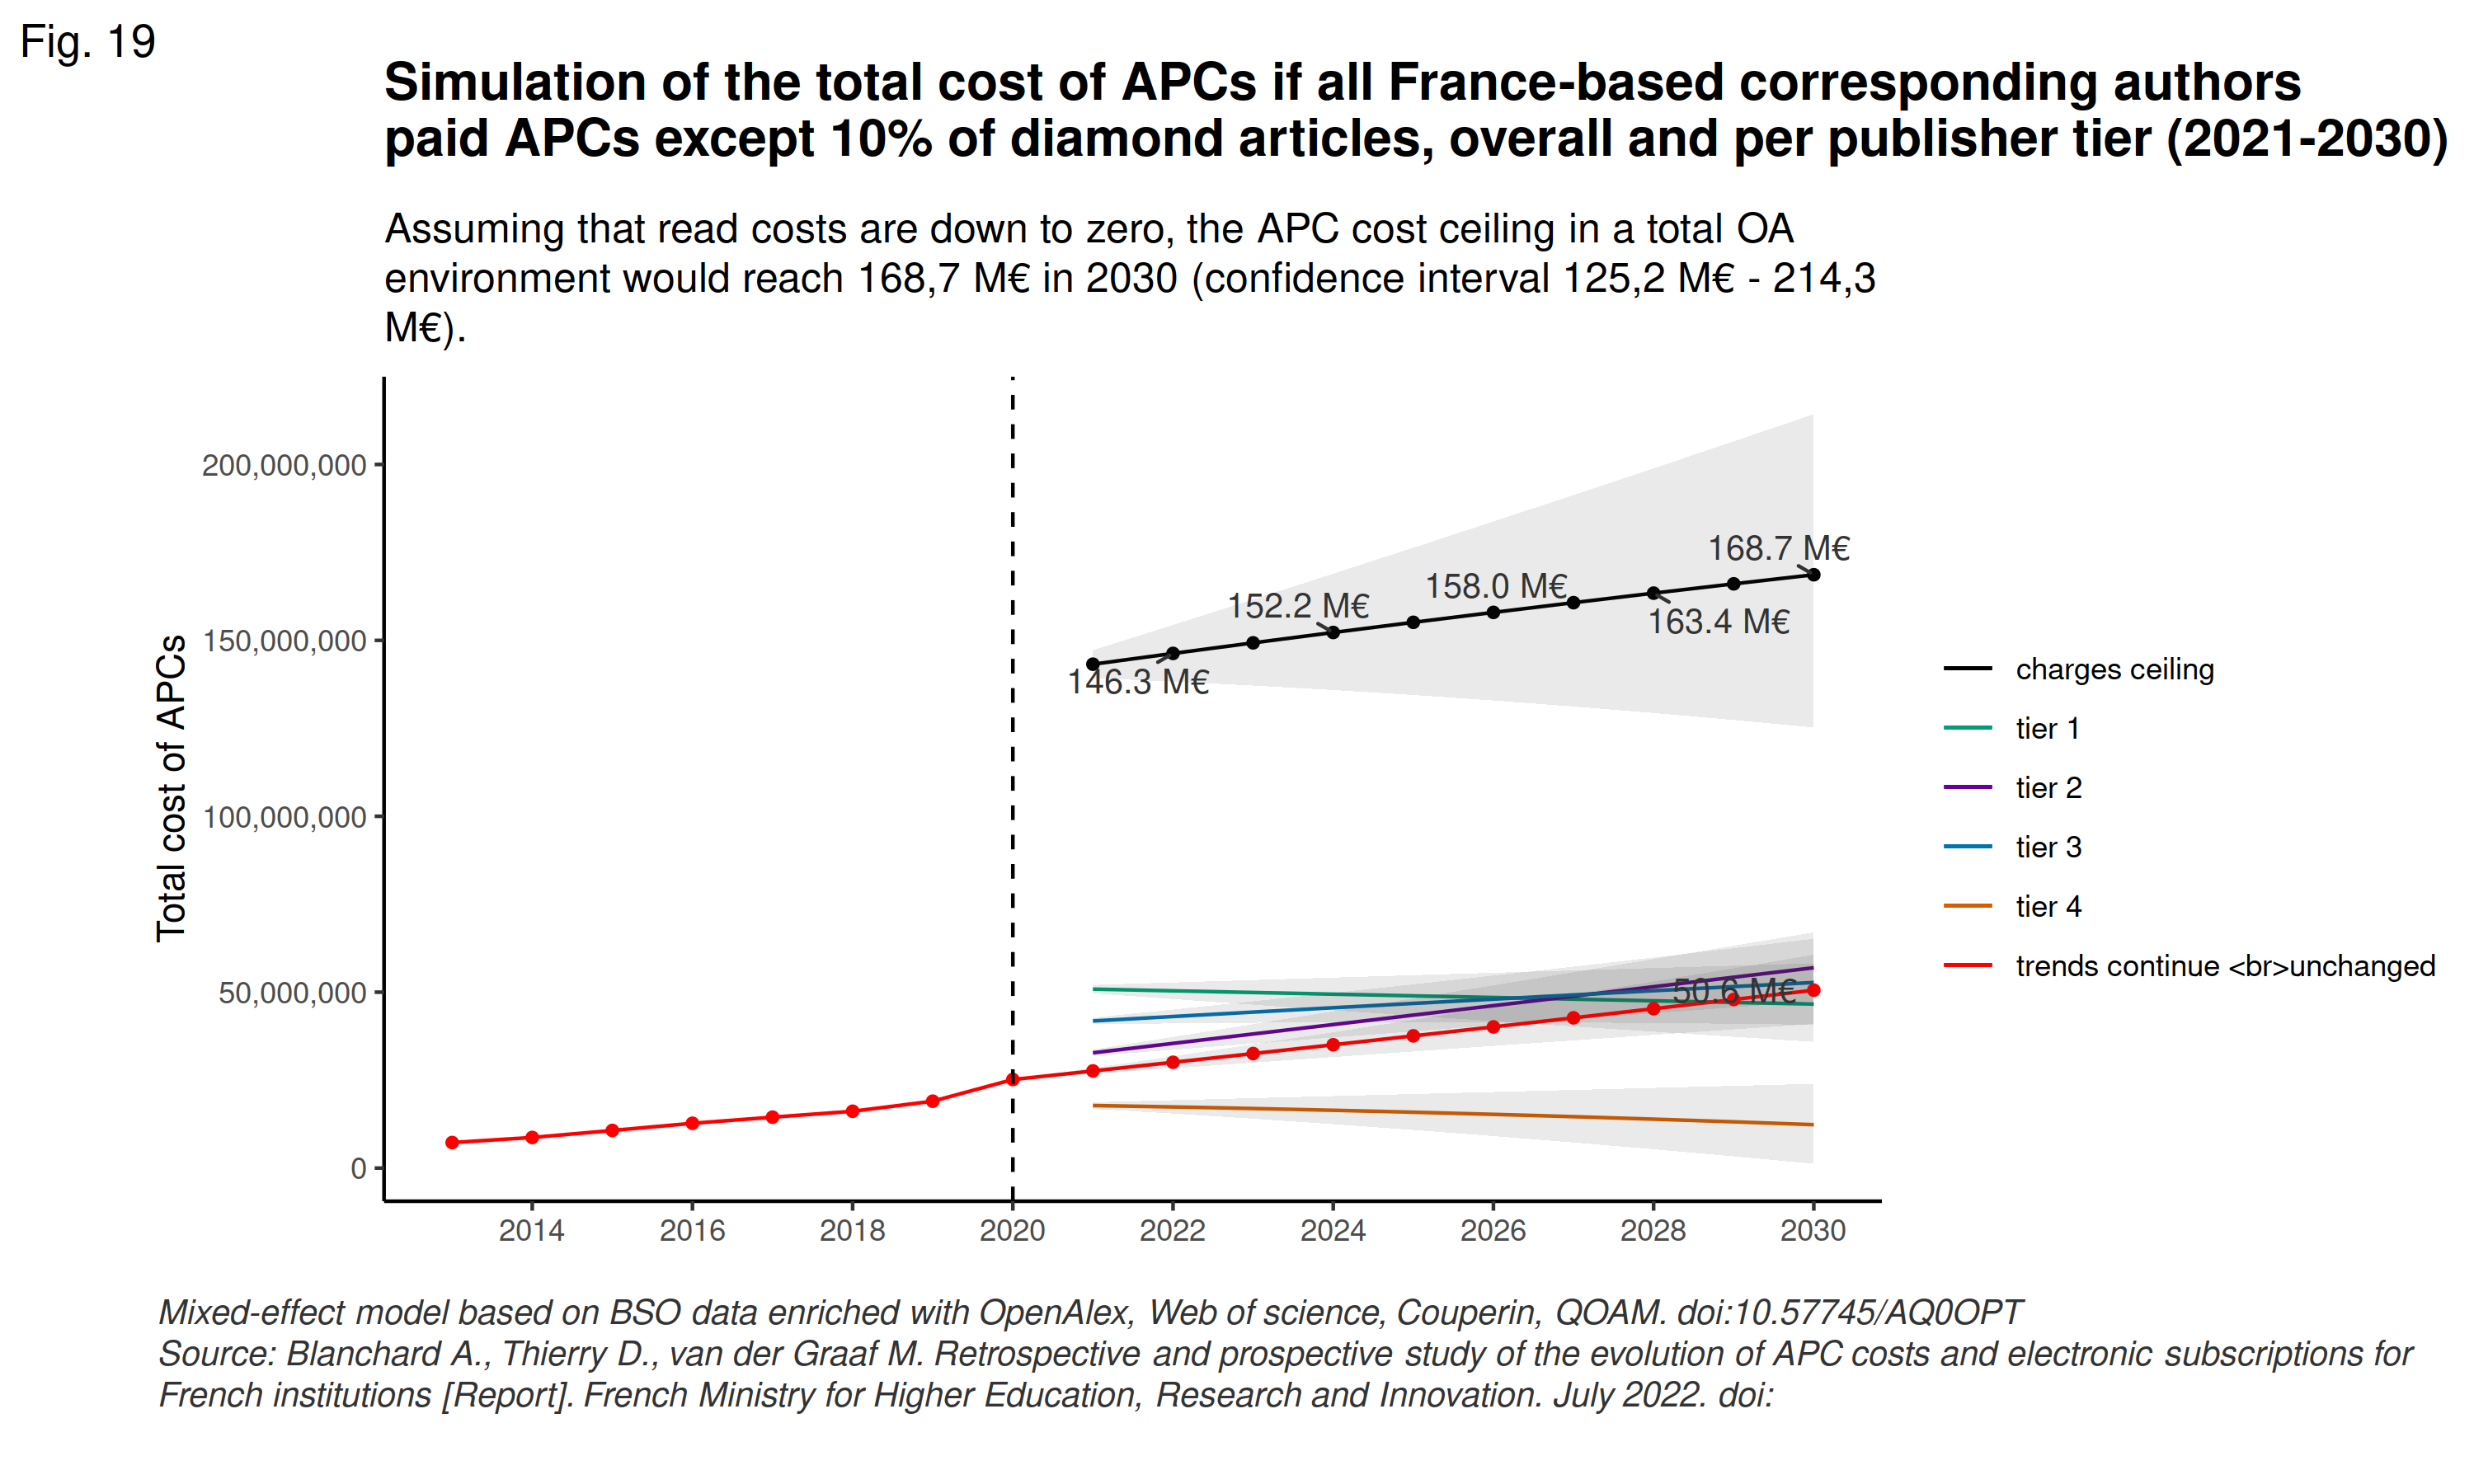 Fig. 19
Simulation of the total cost of APCs if all France-based corresponding authors
paid APCs except 10% of diamond articles, overall and per publisher tier (2021-2030)
Assuming that read costs are down to zero, the APC cost ceiling in a total OA
environment would reach 168,7 M€ in 2030 (confidence interval 125,2 M€ - 214,3
M€).
Total cost of APCs
200,000,000
150,000,000
100,000,000
50,000,000
0
146.3 M€
152.2 M€
158.0 M€
163.4 M€
168.7 M€
50.6 M€
2014
2016
2018
2020
2022
2024
2026
2028
2030
charges ceiling
tier 1
tier 2
tier 3
tier 4
trends continue <br>unchanged
Mixed-effect model based on BSO data enriched with OpenAlex, Web of science, Couperin, QOAM. doi:10.57745/AQ0OPT
Source: Blanchard A., Thierry D., van der Graaf M. Retrospective and prospective study of the evolution of APC costs and electronic subscriptions for
French institutions [Report]. French Ministry for Higher Education, Research and Innovation. July 2022. doi: